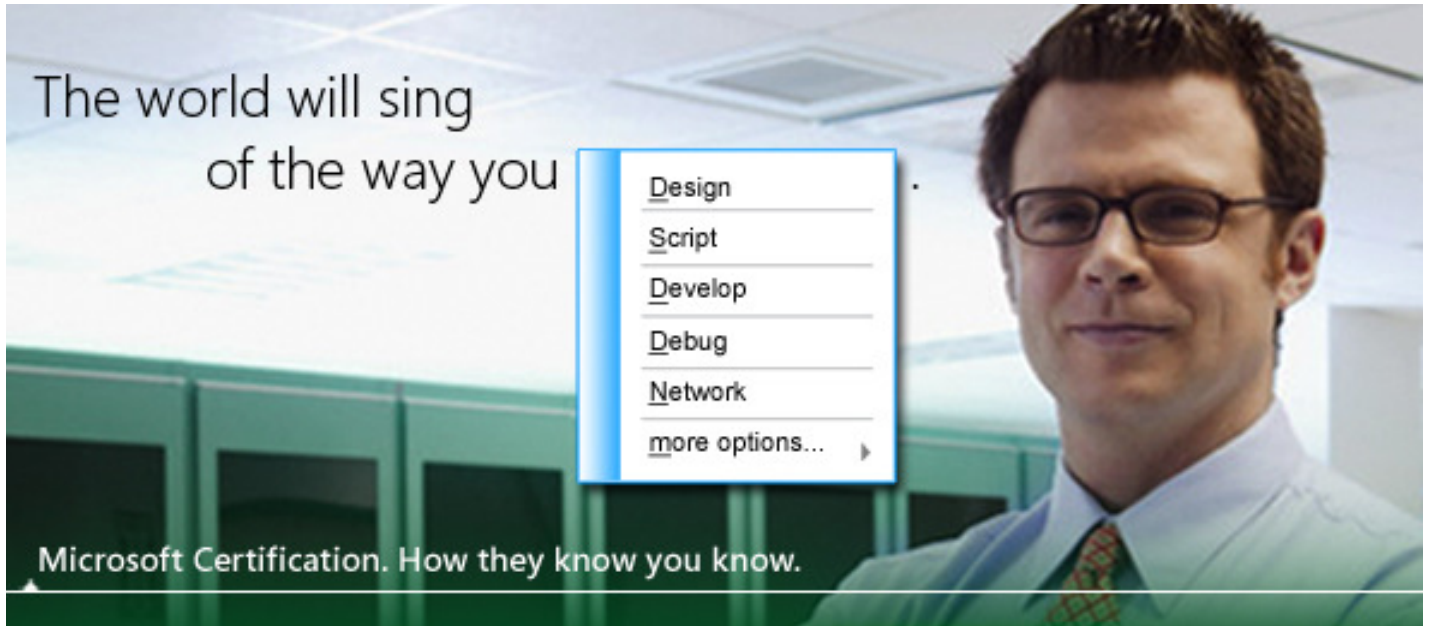 The world will sing
of the way you .
Design
Script
Develop
Debug
Network
more options...
Microsoft Certification. How they know you know.